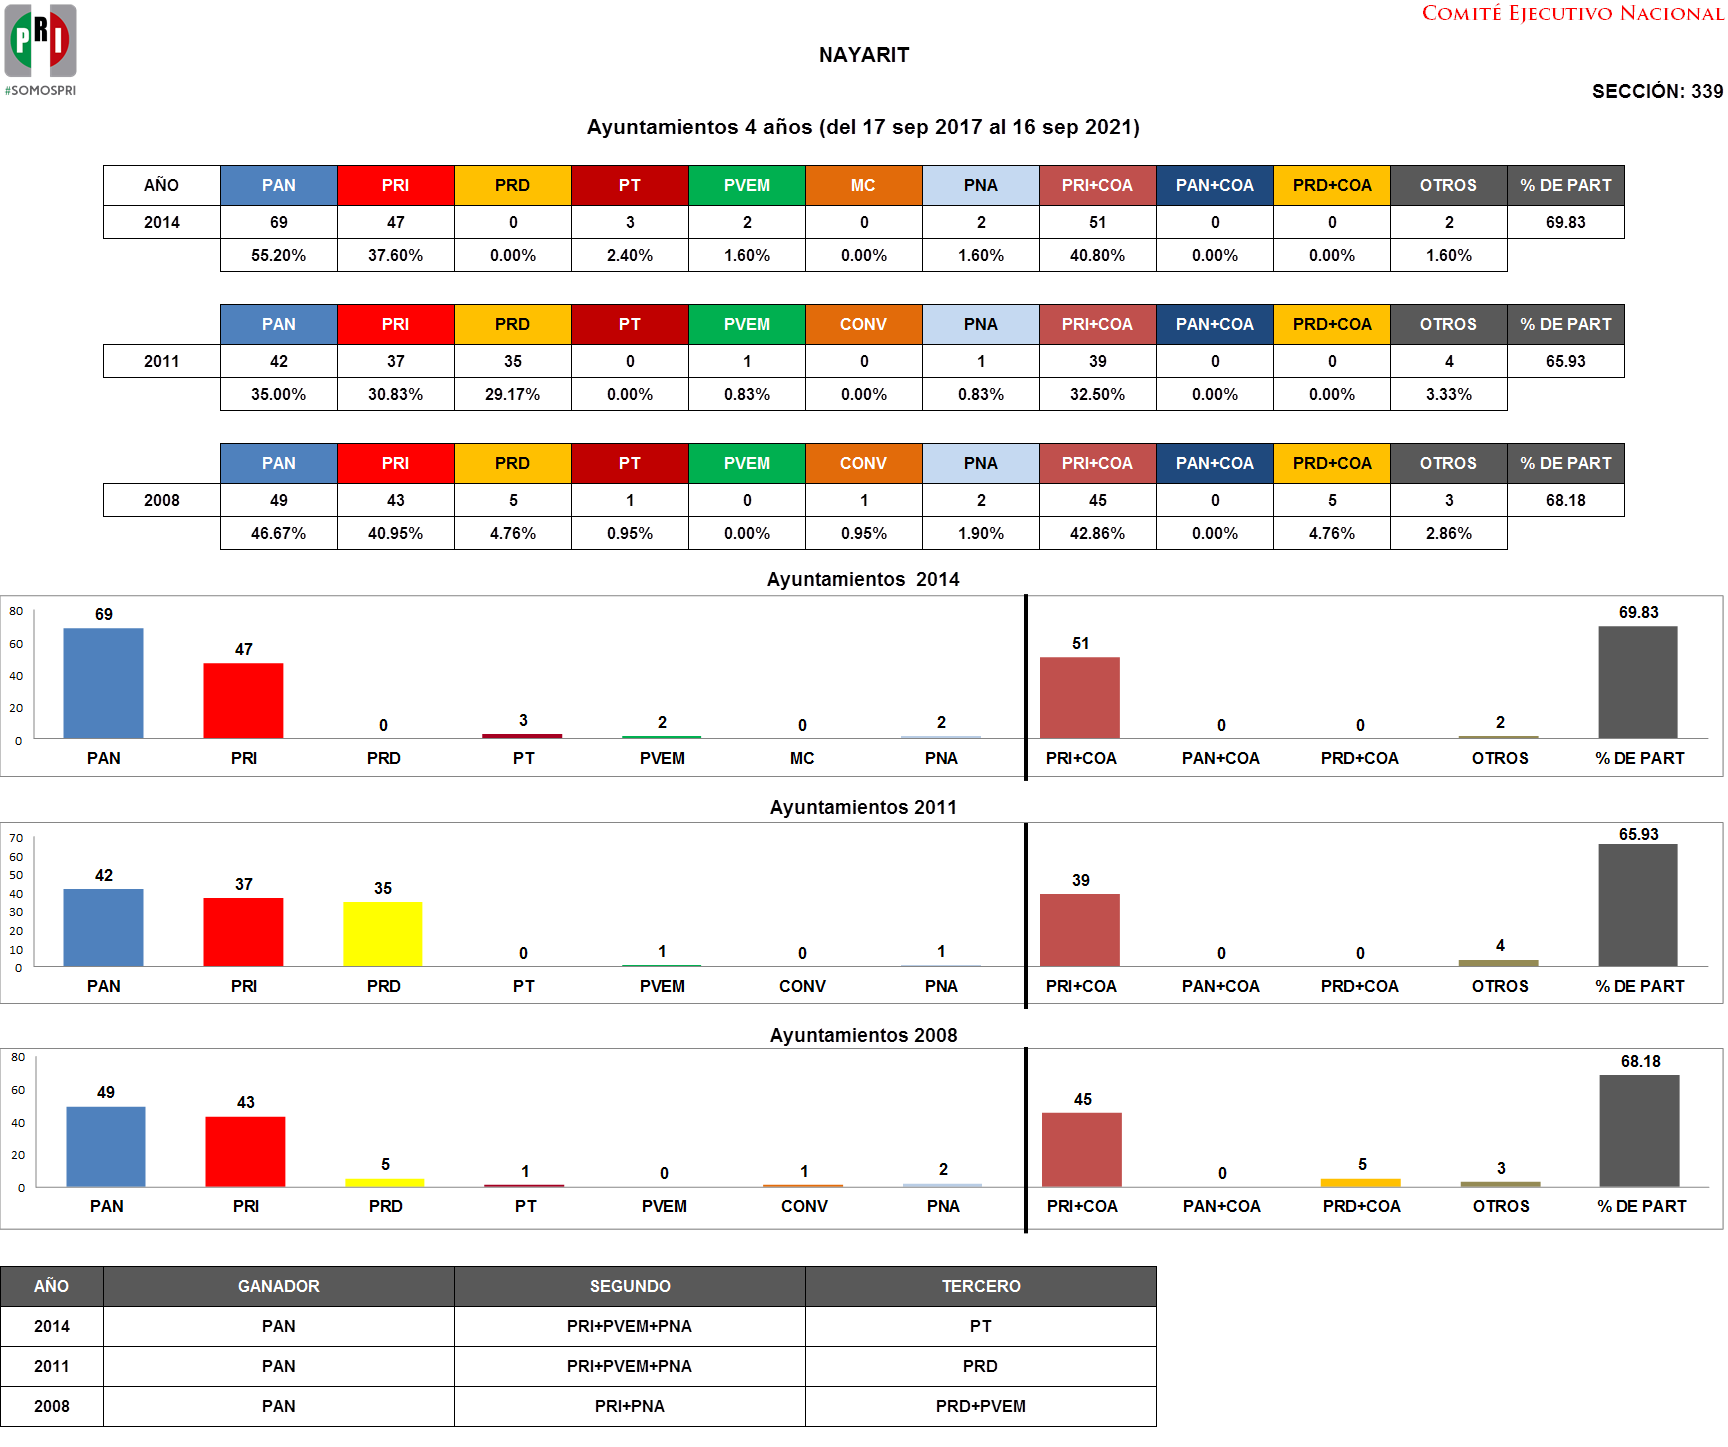 PRI
#SOMOSPRI
COMITÉ EJECUTIVO NACIONAL
NAYARIT
SECCIÓN: 339
Ayuntamientos 4 años (del 17 sep 2017 al 16 sep 2021)
AÑO PAN PRI PRD PT PVEM MC PNA PRI+COA PAN+COA PRD+COA OTROS % DE PART
2014 69 47 0 3 2 0 2 51 0 0 2 69.83
55.20% 37.60% 0.00% 2.40% 1.60% 0.00% 1.60% 40.80% 0.00% 0.00% 1.60%
PAN PRI PRD PT PVEM CONV PNA PRI+COA PAN+COA PRD+COA OTROS % DE PART
2011 42 37 35 0 1 0 1 39 0 0 4 65.93
35.00% 30.83% 29.17% 0.00% 0.83% 0.00% 0.83% 32.50% 0.00% 0.00% 3.33%
PAN PRI PRD PT PVEM CONV PNA PRI+COA PAN+COA PRD+COA OTROS % DE PART
2008 49 43 5 1 0 1 2 45 0 5 3 68.18
46.67% 40.95% 4.76% 0.95% 0.00% 0.95% 1.90% 42.86% 0.00% 4.76% 2.86%
Ayuntamientos 2014
80
60
40
20
0
69 47 0 3 2 0 2 51 0 0 2 69.83
PAN PRI PRD PT PVEM MC PNA PRI+COA PAN+COA PRD+COA OTROS % DE PART
Ayuntamientos 2011
70
60
50
40
30
20
10
0
42 37 35 0 1 0 1 39 0 0 4 65.93
PAN PRI PRD PT PVEM CONV PNA PRI+COA PAN+COA PRD+COA OTROS % DE PART
Ayuntamientos 2008
80
60
40
20
0
49 43 5 1 0 1 2 45 0 5 3 68.18
PAN PRI PRD PT PVEM CONV PNA PRI+COA PAN+COA PRD+COA OTROS % DE PART
AÑO GANADOR SEGUNDO TERCERO
2014 PAN PRI+PVEM+PNA PT
2011 PAN PRI+PVEM+PNA PRD
2008 PAN PRI+PNA PRD+PVEM